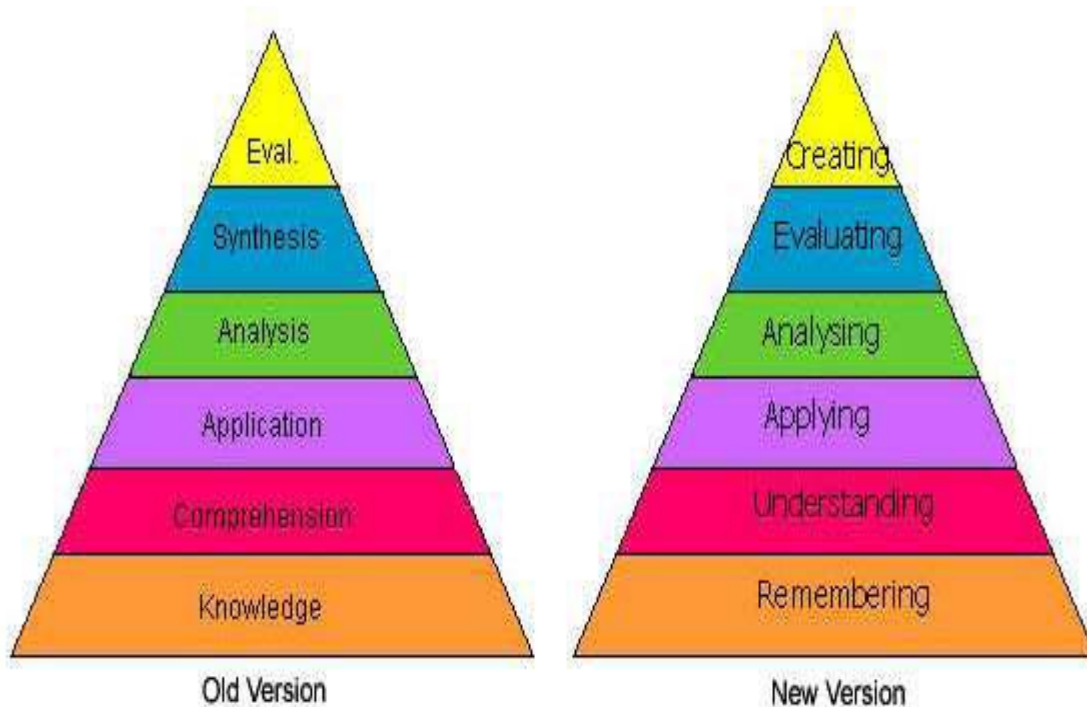 Eval.
Synthesis
Analysis
Application
Comprehension
Knowledge
Old Version
Creating
Evaluating
Analysing
Applying
Understanding
Remembering
New Version